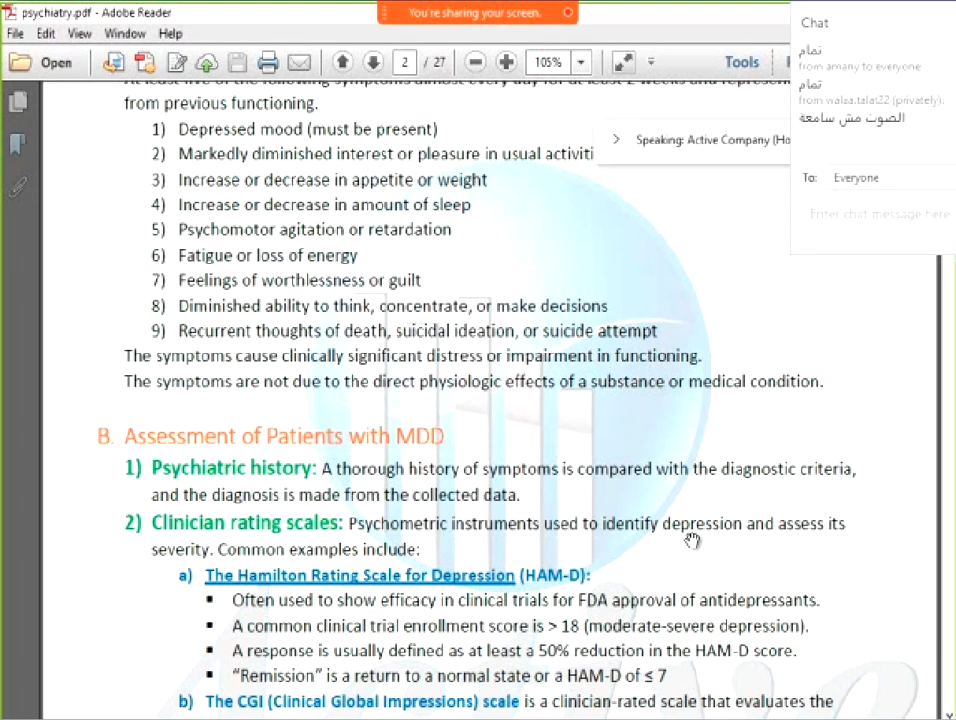 psychiatry.pdf - Adobe Reader
You're sharing your screen.
File Edit View Window Help
Open 2 / 27 105% Tools
from previous functioning.
1) Depressed mood (must be present)
2) Markedly diminished interest or pleasure in usual activiti
3) Increase or decrease in appetite or weight
4) Increase or decrease in amount of sleep
5) Psychomotor agitation or retardation
6) Fatigue or loss of energy
7) Feelings of worthlessness or guilt
8) Diminished ability to think, concentrate, or make decisions
9) Recurrent thoughts of death, suicidal ideation, or suicide attempt
The symptoms cause clinically significant distress or impairment in functioning.
The symptoms are not due to the direct physiologic effects of a substance or medical condition.
B. Assessment of Patients with MDD
1) Psychiatric history: A thorough history of symptoms is compared with the diagnostic criteria,
and the diagnosis is made from the collected data.
2) Clinician rating scales: Psychometric instruments used to identify depression and assess its
severity. Common examples include:
a) The Hamilton Rating Scale for Depression (HAM-D):
▪ Often used to show efficacy in clinical trials for FDA approval of antidepressants.
▪ A common clinical trial enrollment score is > 18 (moderate-severe depression).
▪ A response is usually defined as at least a 50% reduction in the HAM-D score.
▪ “Remission” is a return to a normal state or a HAM-D of ≤ 7
b) The CGI (Clinical Global Impressions) scale is a clinician-rated scale that evaluates the
Speaking: Active Company (Ho
Chat
تمام
from amany to everyone
تمام
from walaa.talat22 (privately):
الصوت مش سامعة
To: Everyone
Enter chat message here